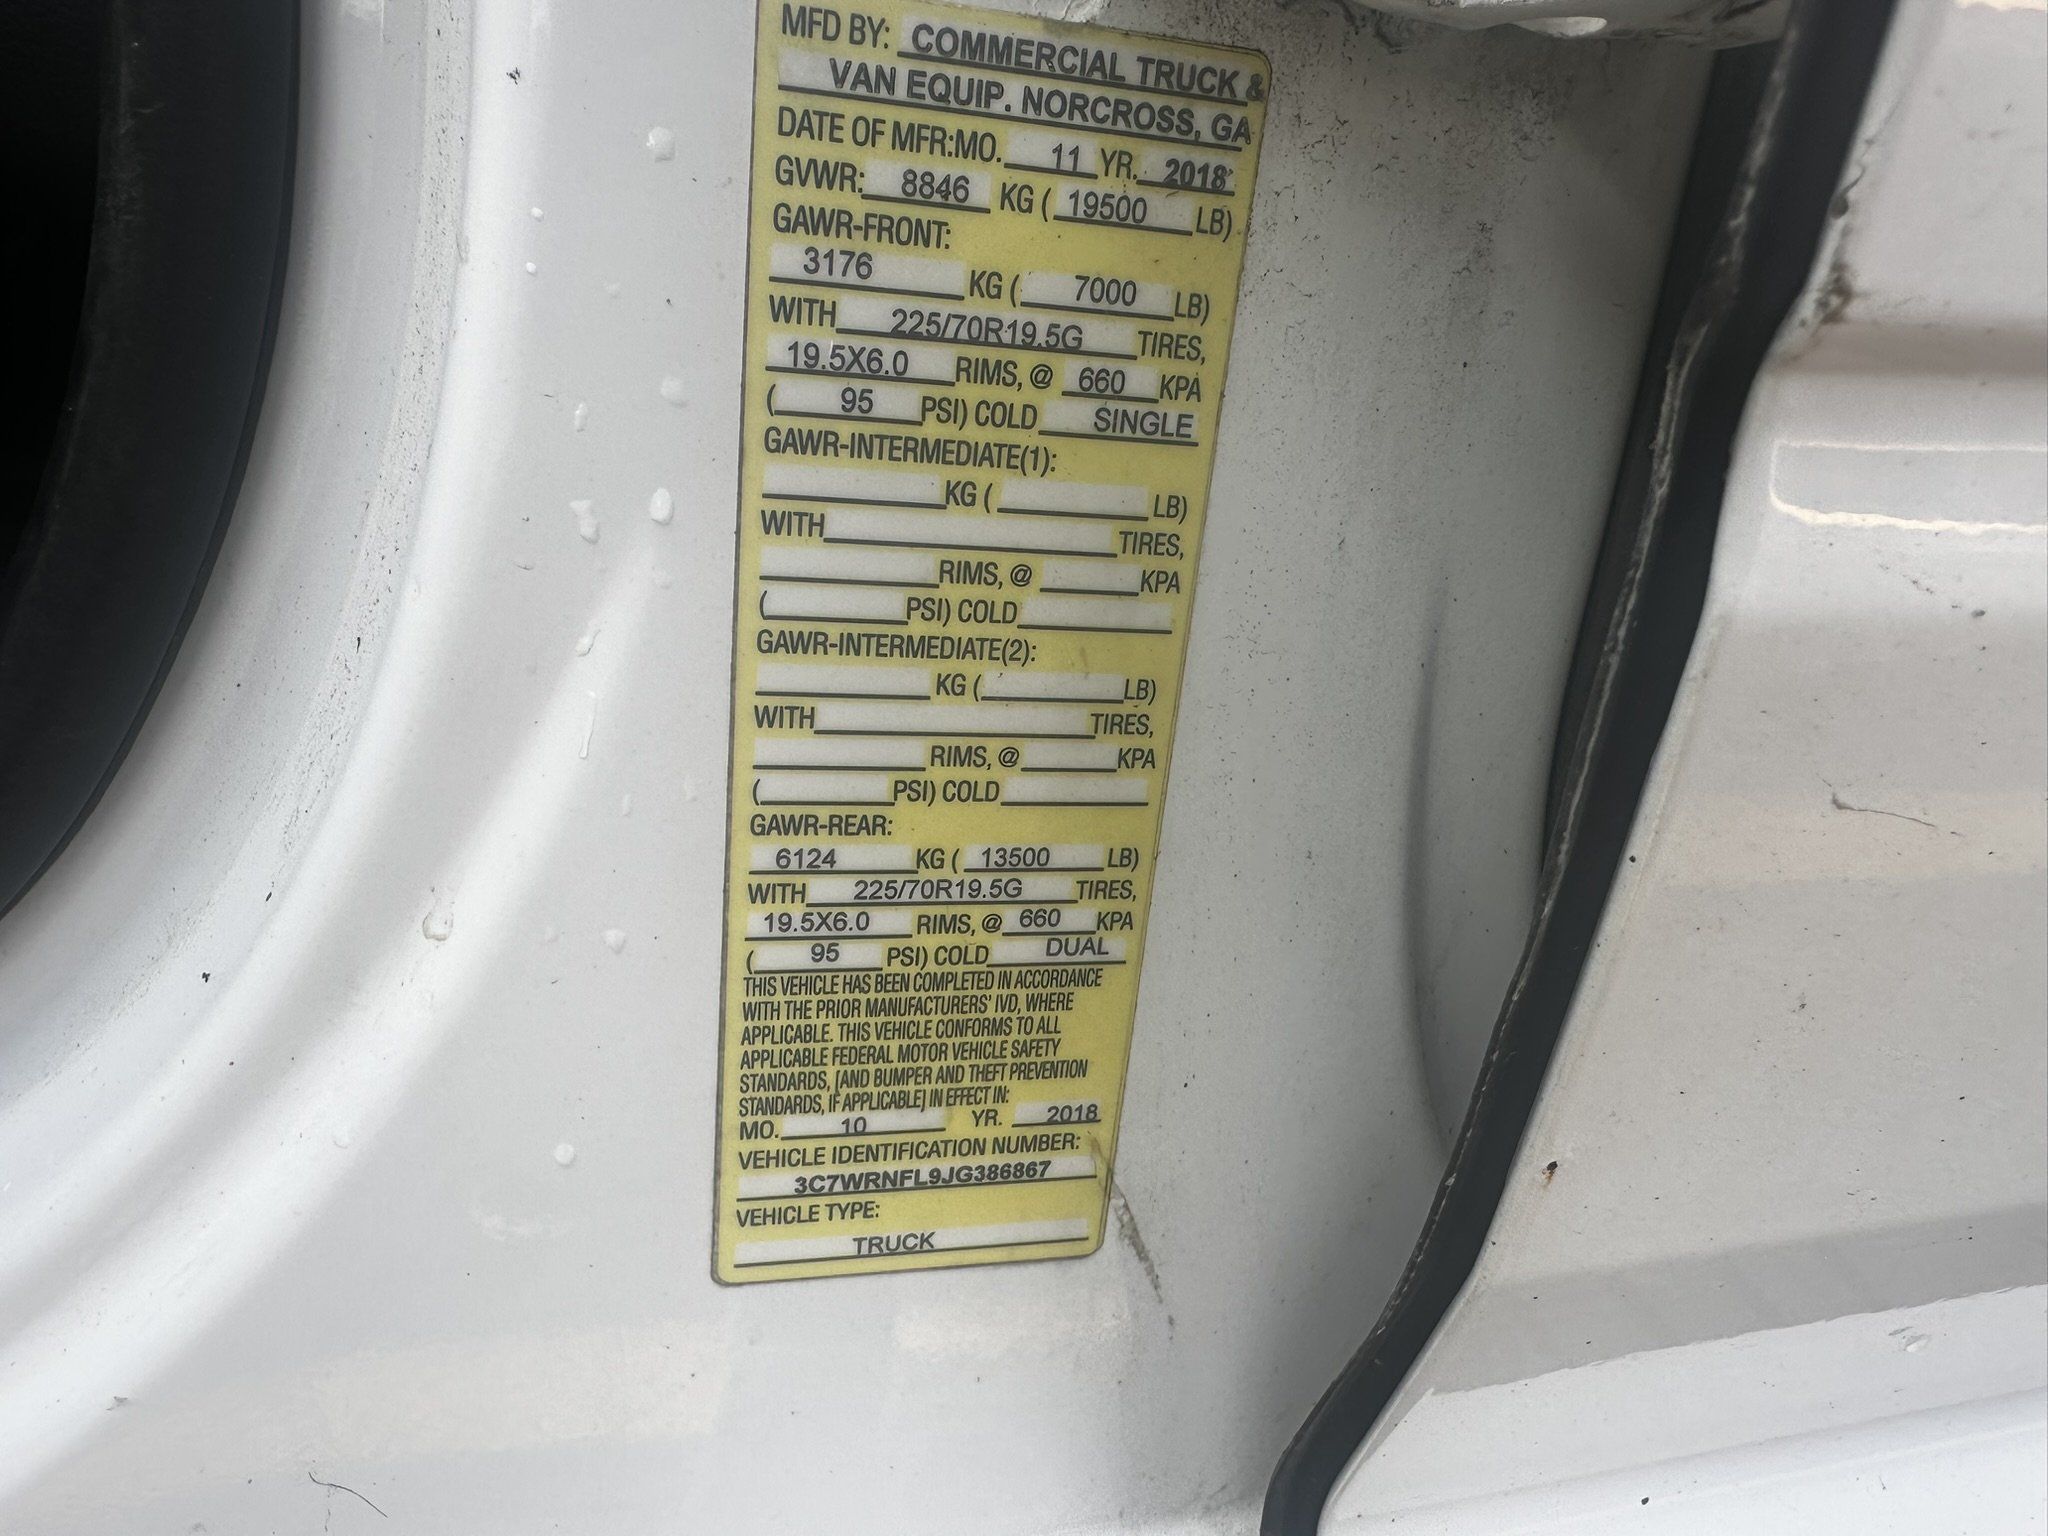 MFD BY: COMMERCIAL TRUCK &
VAN EQUIP. NORCROSS, GA
DATE OF MFR:MO. 11 YR. 2018
GVWR: 8846 KG ( 19500 LB)
GAWR-FRONT:
3176 KG ( 7000 LB)
WITH 225/70R19.5G TIRES,
19.5X6.0 RIMS, @ 660 KPA
( 95 PSI) COLD SINGLE
GAWR-INTERMEDIATE(1):
KG ( LB)
WITH TIRES,
RIMS, @ KPA
( PSI) COLD
GAWR-INTERMEDIATE(2):
KG ( LB)
WITH TIRES,
RIMS, @ KPA
( PSI) COLD
GAWR-REAR:
6124 KG ( 13500 LB)
WITH 225/70R19.5G TIRES,
19.5X6.0 RIMS, @ 660 KPA
( 95 PSI) COLD DUAL
THIS VEHICLE HAS BEEN COMPLETED IN ACCORDANCE
WITH THE PRIOR MANUFACTURERS' IVD, WHERE
APPLICABLE. THIS VEHICLE CONFORMS TO ALL
APPLICABLE FEDERAL MOTOR VEHICLE SAFETY
STANDARDS, [AND BUMPER AND THEFT PREVENTION
STANDARDS, IF APPLICABLE] IN EFFECT IN:
MO. 10 YR. 2018
VEHICLE IDENTIFICATION NUMBER:
3C7WRNFL9JG386867
VEHICLE TYPE:
TRUCK